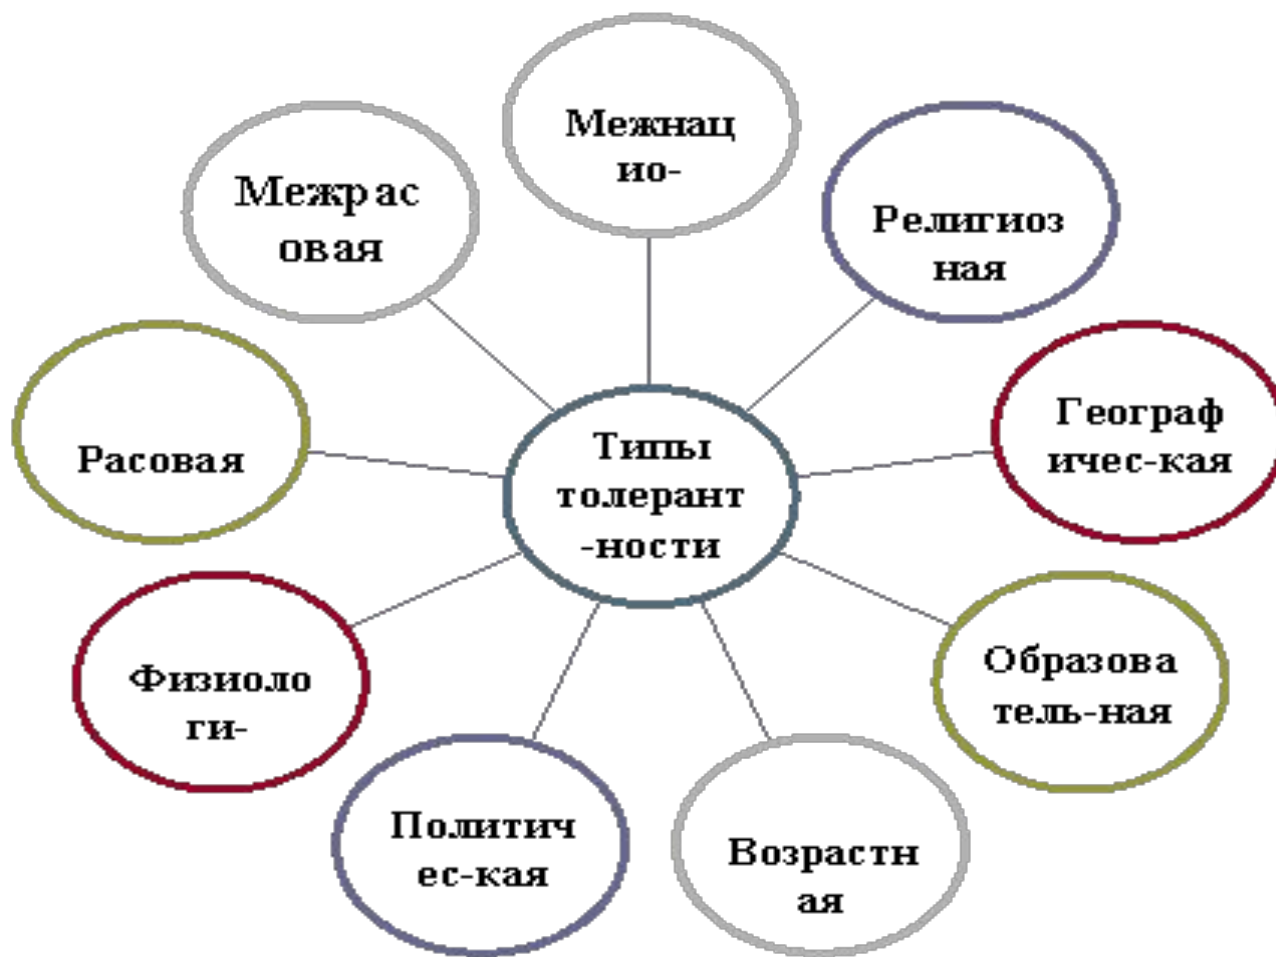 Межнац
ио-
Межрас
овая
Религиоз
ная
Географ
ичес-кая
Расовая
Типы
толерант
-ности
Физиоло
ги-
Образова
тель-ная
Политич
ес-кая
Возрастн
ая